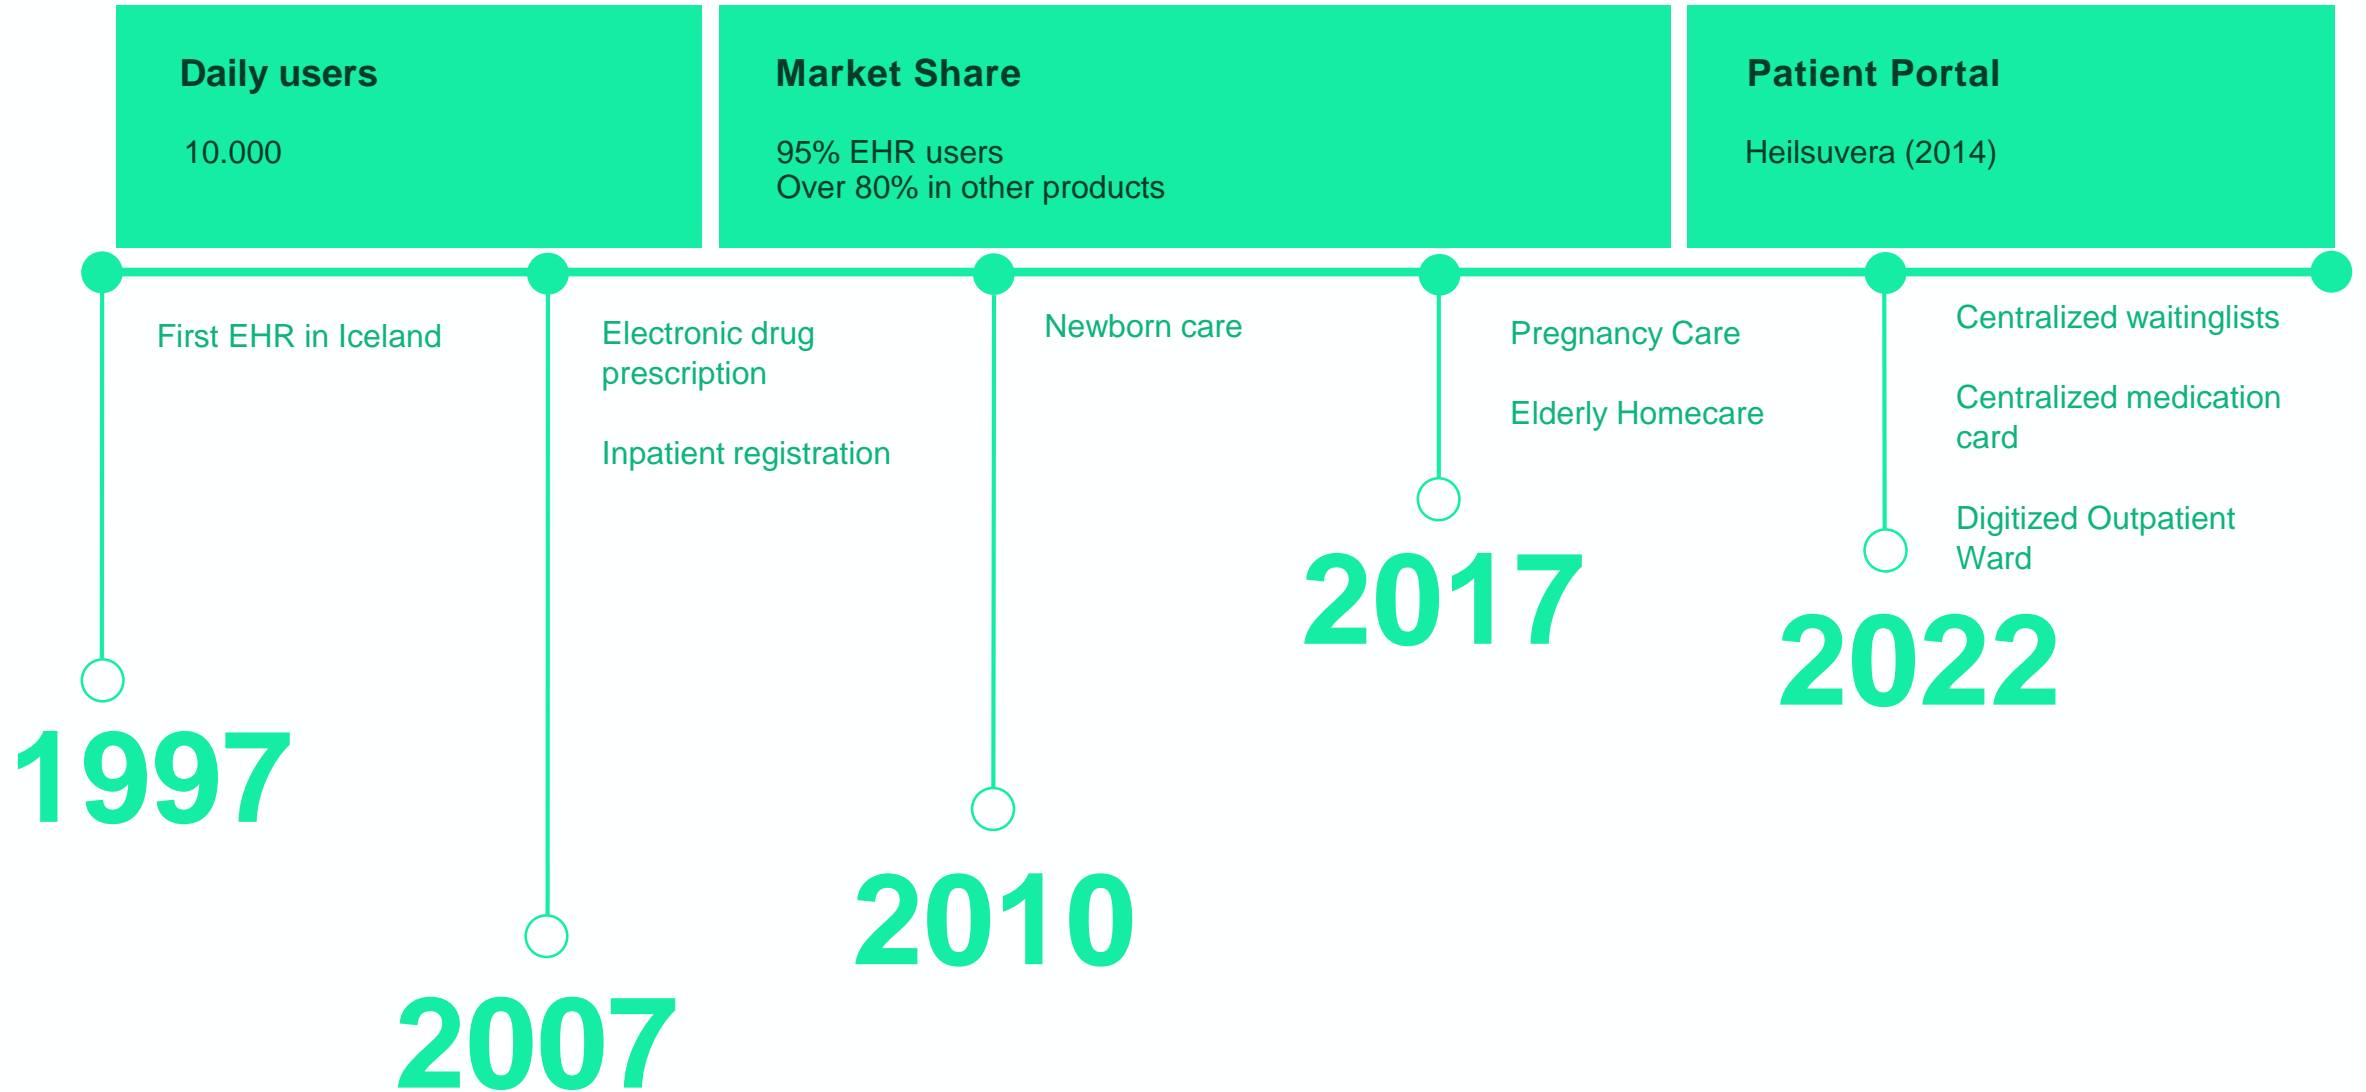 Daily users
10.000
Market Share
95% EHR users
Over 80% in other products
Patient Portal
Heilsuvera (2014)
First EHR in Iceland
1997
Electronic drug
prescription
Inpatient registration
2007
Newborn care
2010
Pregnancy Care
Elderly Homecare
2017
Centralized waitinglists
Centralized medication
card
Digitized Outpatient
Ward
2022